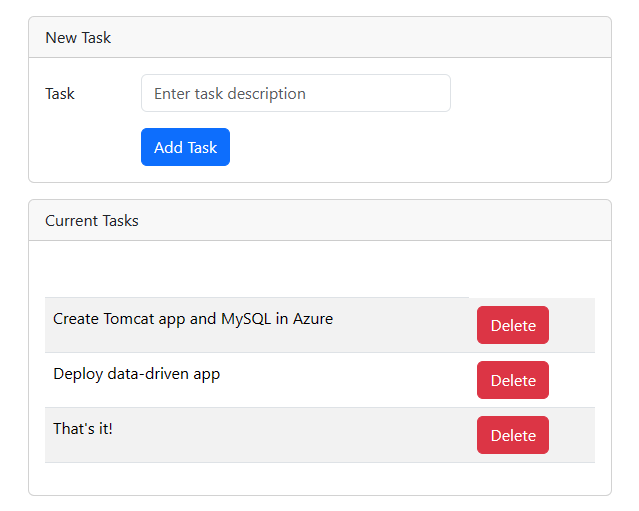 New Task
Task
Enter task description
Add Task
Current Tasks
Create Tomcat app and MySQL in Azure
Delete
Deploy data-driven app
Delete
That's it!
Delete